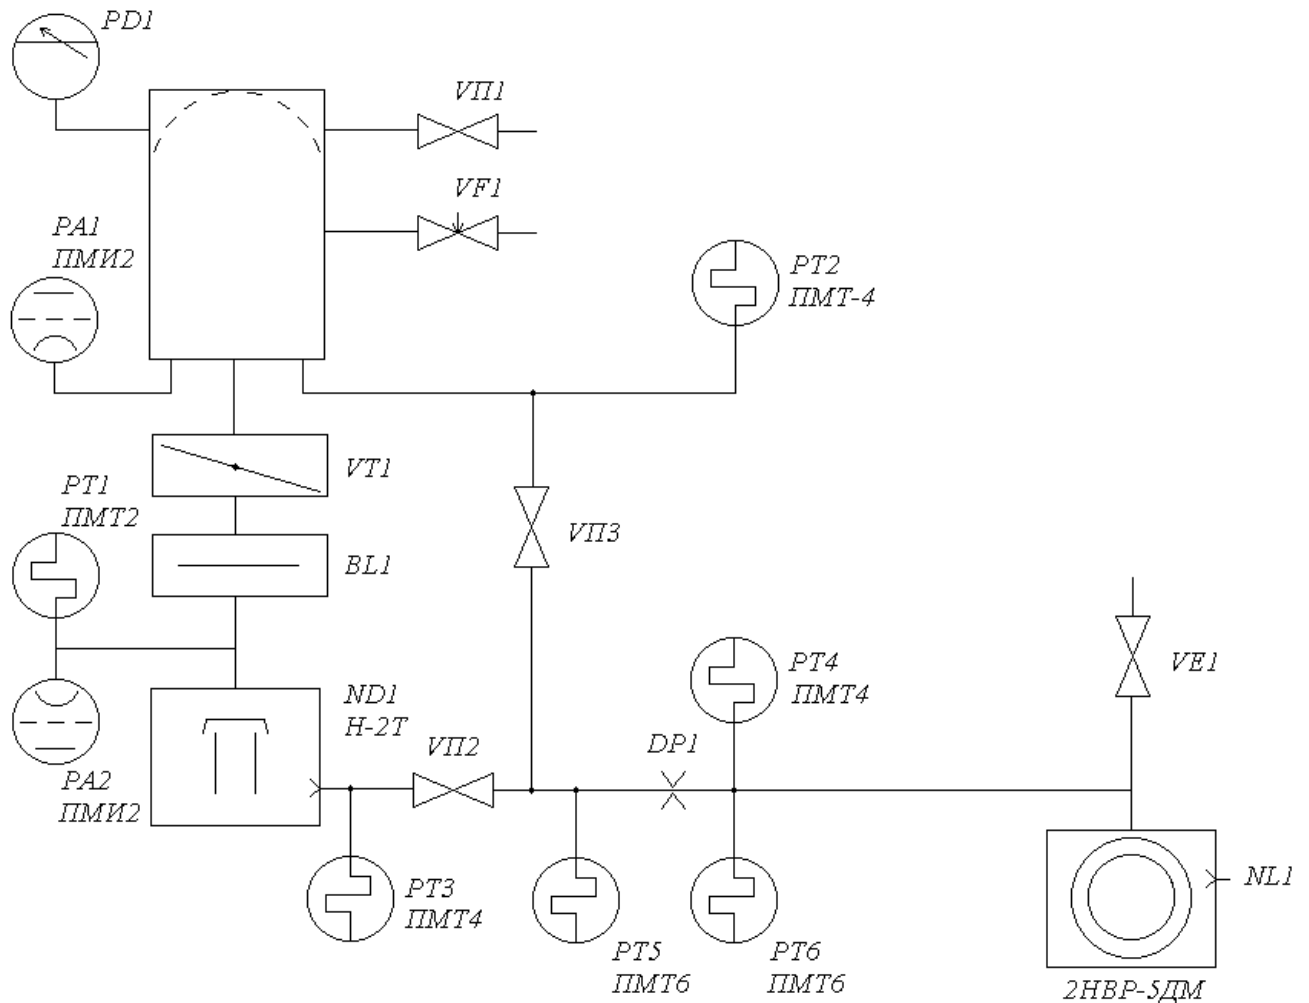 PD1
VП1
VF1
PA1
ПМИ2
PT2
ПМТ-4
VT1
PT1
ПМТ2
VП3
BL1
PT4
ПМТ4
VE1
ND1
Н-2Т
VП2
DP1
PA2
ПМИ2
PT3
ПМТ4
NL1
PT5
ПМТ6
PT6
ПМТ6
2НВР-5ДМ